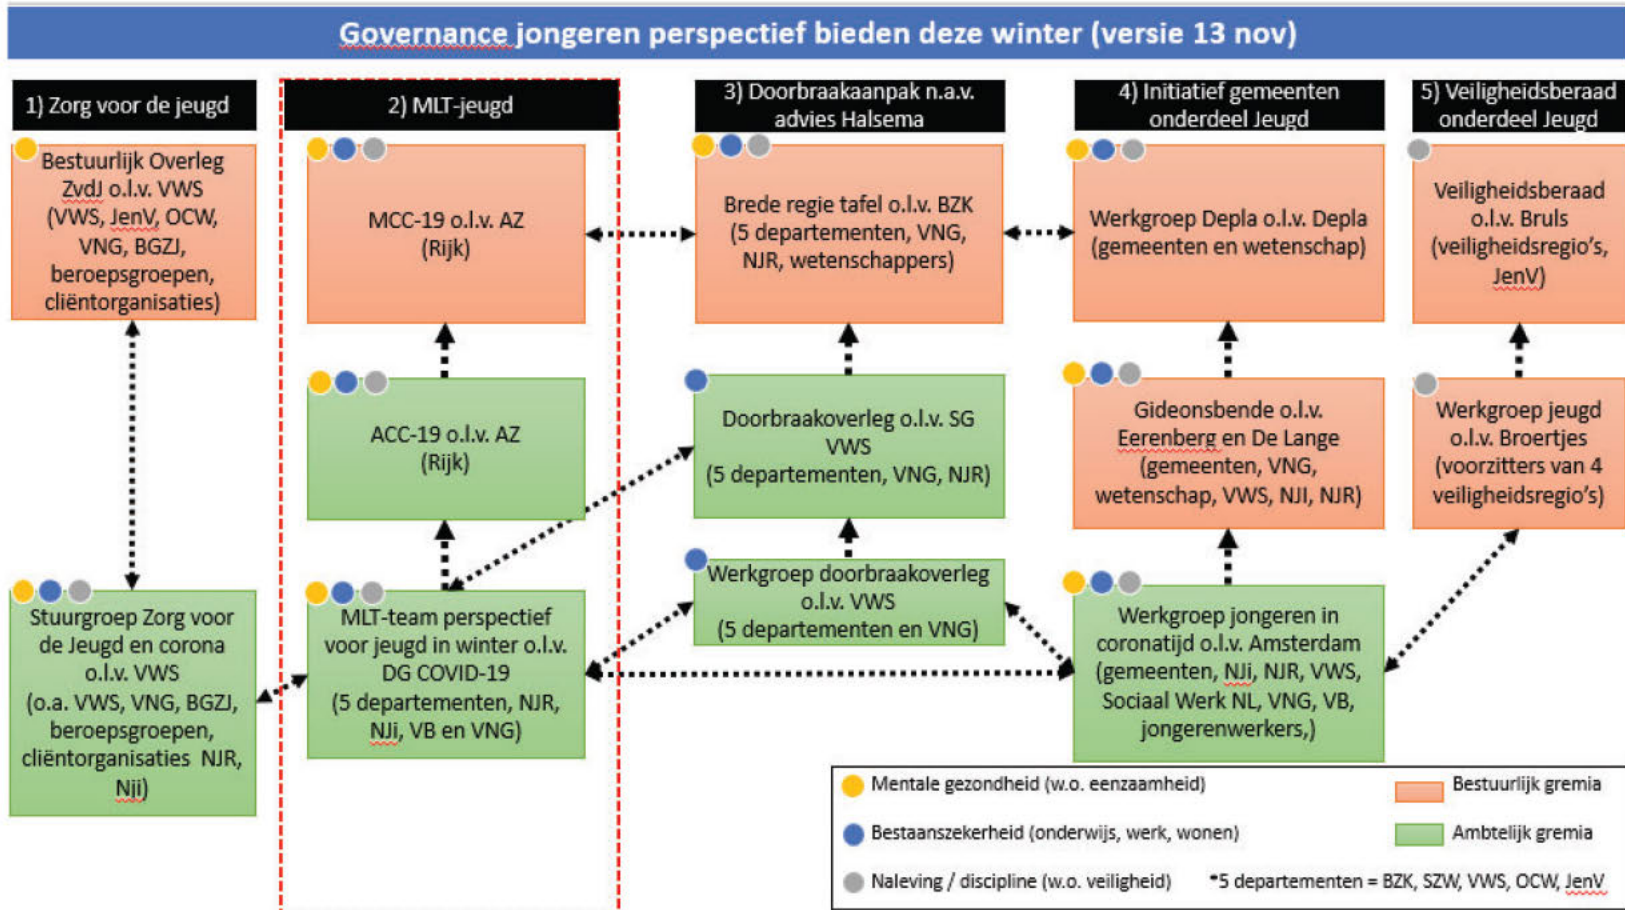 Governance jongeren perspectief bieden deze winter (versie 13 nov)
1) Zorg voor de jeugd
Bestuurlijk Overleg
ZvdJ o.l.v. VWS
(VWS, JenV, OCW,
VNG, BGZJ,
beroepsgroepen,
cliëntorganisaties)
Stuurgroep Zorg voor
de Jeugd en corona
o.l.v. VWS
(o.a. VWS, VNG, BGZJ,
beroepsgroepen,
cliëntorganisaties NJR,
Nji)
2) MLT-jeugd
MCC-19 o.l.v. AZ
(Rijk)
ACC-19 o.l.v. AZ
(Rijk)
MLT-team perspectief
voor jeugd in winter o.l.v.
DG COVID-19
(5 departementen, NJR,
NJi, VB en VNG)
3) Doorbraakaanpak n.a.v.
advies Halsema
Brede regie tafel o.l.v. BZK
(5 departementen, VNG,
NJR, wetenschappers)
Doorbraakoverleg o.l.v. SG
VWS
(5 departementen, VNG, NJR)
Werkgroep doorbraakoverleg
o.l.v. VWS
(5 departementen en VNG)
4) Initiatief gemeenten
onderdeel Jeugd
Werkgroep Depla o.l.v. Depla
(gemeenten en wetenschap)
Gideonsbende o.l.v.
Eerenberg en De Lange
(gemeenten, VNG,
wetenschap, VWS, NJI, NJR)
Werkgroep jongeren in
coronatijd o.l.v. Amsterdam
(gemeenten, NJi, NJR, VWS,
Sociaal Werk NL, VNG, VB,
jongerenwerkers,)
5) Veiligheidsberaad
onderdeel Jeugd
Veiligheidsberaad
o.l.v. Bruls
(veiligheidsregio's,
JenV)
Werkgroep jeugd
o.l.v. Broertjes
(voorzitters van 4
veiligheidsregio's)
Mentale gezondheid (w.o. eenzaamheid)
Bestaanszekerheid (onderwijs, werk, wonen)
Naleving / discipline (w.o. veiligheid)
Bestuurlijk gremia
Ambtelijk gremia
*5 departementen = BZK, SZW, VWS, OCW, JenV